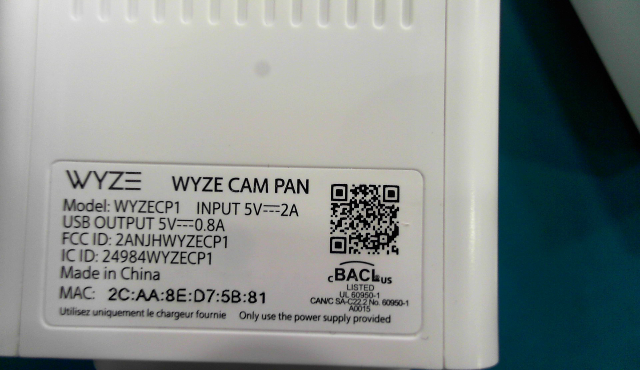 WYZE WYZE CAM PAN
Model: WYZECP1 INPUT 5V⎓2A
USB OUTPUT 5V⎓0.8A
FCC ID: 2ANJHWYZECP1
IC ID: 24984WYZECP1
Made in China
MAC: 2C:AA:8E:D7:5B:81
Utilisez uniquement le chargeur fournie Only use the power supply provided
cBACLus
LISTED
UL 60950-1
CAN/C SA-C22.2 No. 60950-1
A0015